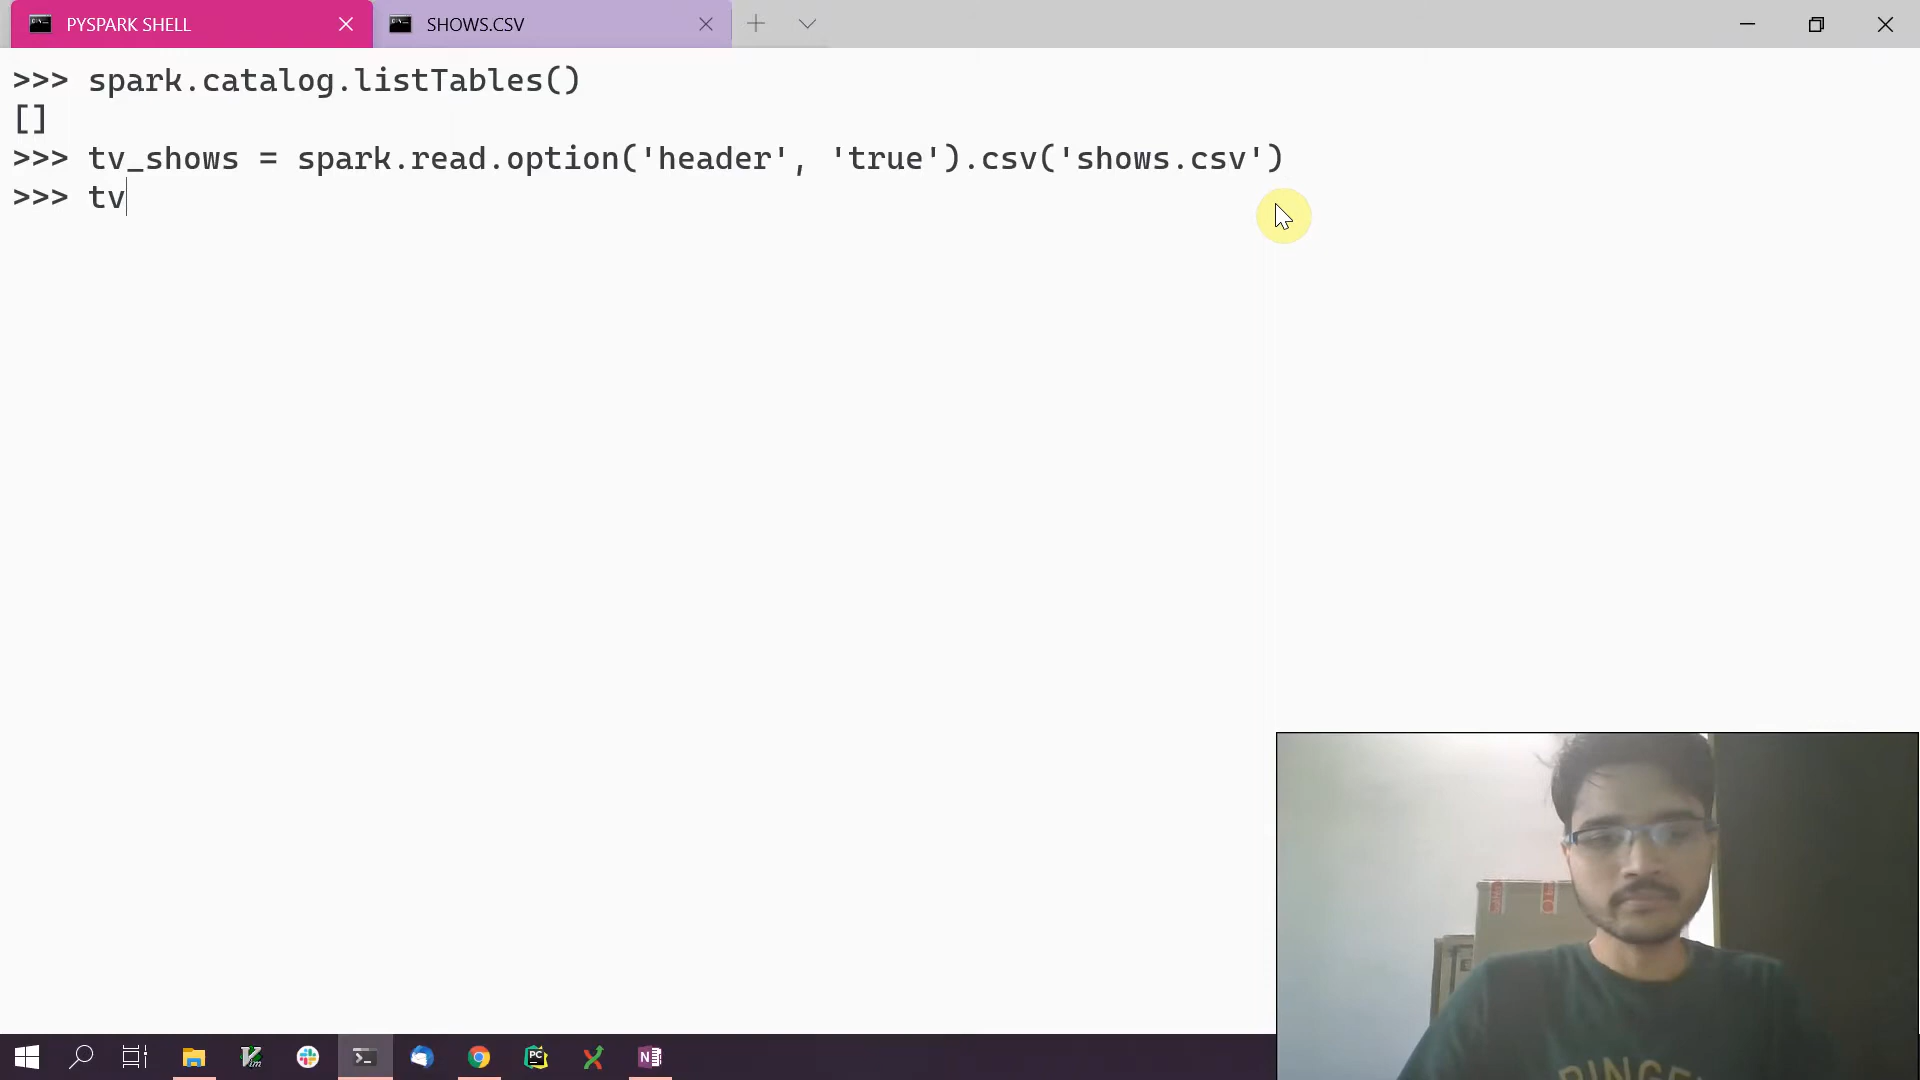 PYSPARK SHELL
SHOWS.CSV
>>> spark.catalog.listTables()
[]
>>> tv_shows = spark.read.option('header', 'true').csv('shows.csv')
>>> tv